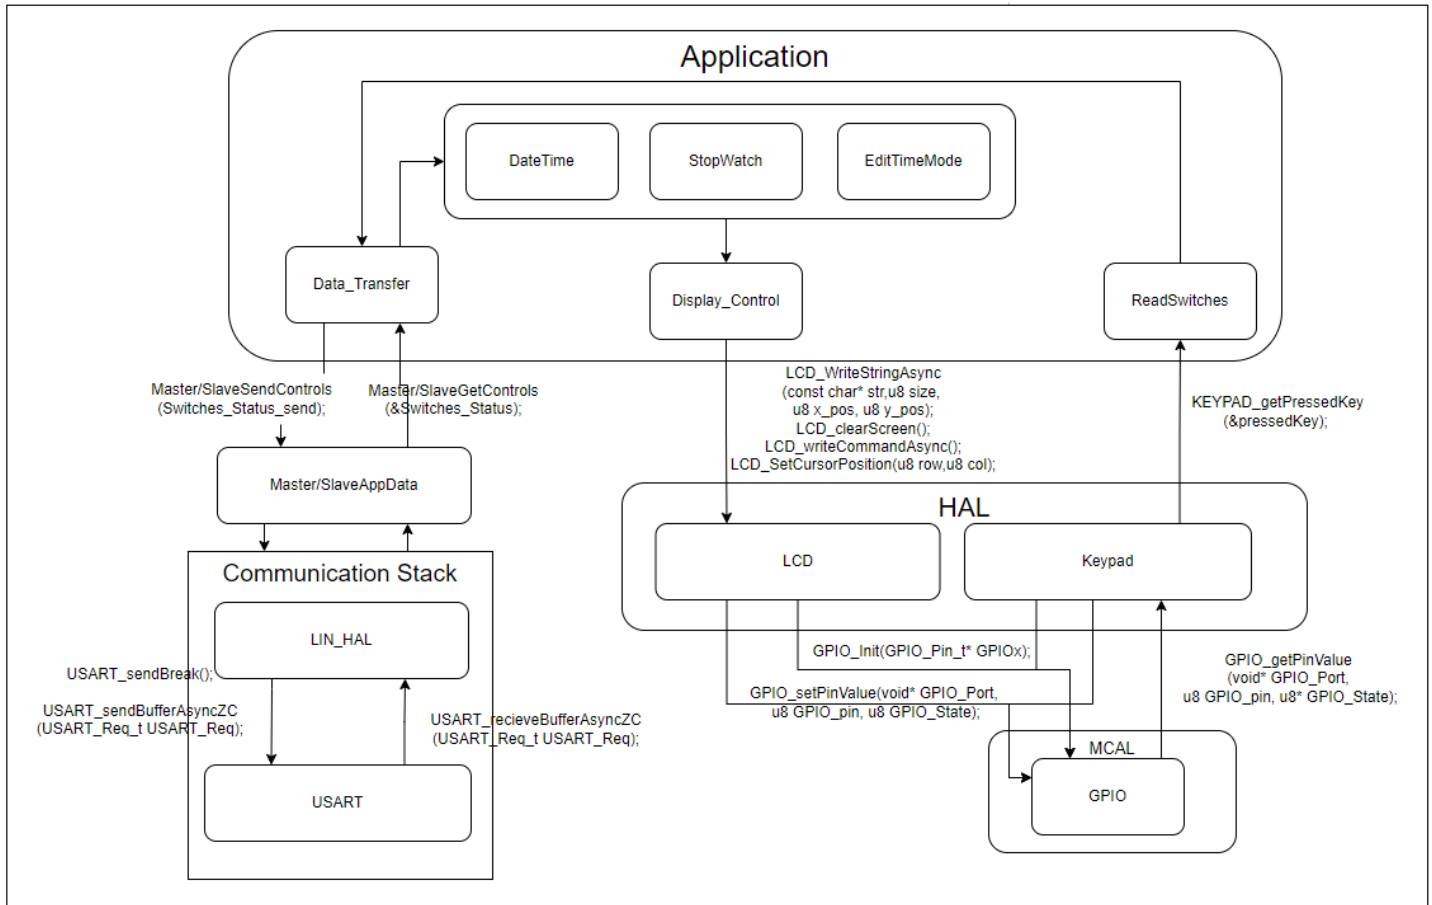 Application
DateTime
StopWatch
EditTimeMode
Data_Transfer
Display_Control
ReadSwitches
Master/SlaveSendControls
(Switches_Status_send);
Master/SlaveGetControls
(&Switches_Status);
LCD_WriteStringAsync
(const char* str,u8 size,
u8 x_pos, u8 y_pos);
LCD_clearScreen();
LCD_writeCommandAsync();
LCD_SetCursorPosition(u8 row,u8 col);
KEYPAD_getPressedKey
(&pressedKey);
Master/SlaveAppData
HAL
LCD
Keypad
Communication Stack
LIN_HAL
USART_sendBreak();
USART_sendBufferAsyncZC
(USART_Req_t USART_Req);
USART_recieveBufferAsyncZC
(USART_Req_t USART_Req);
USART
GPIO_Init(GPIO_Pin_t* GPIOx);
GPIO_setPinValue(void* GPIO_Port,
u8 GPIO_pin, u8 GPIO_State);
GPIO_getPinValue
(void* GPIO_Port,
u8 GPIO_pin, u8* GPIO_State);
MCAL
GPIO